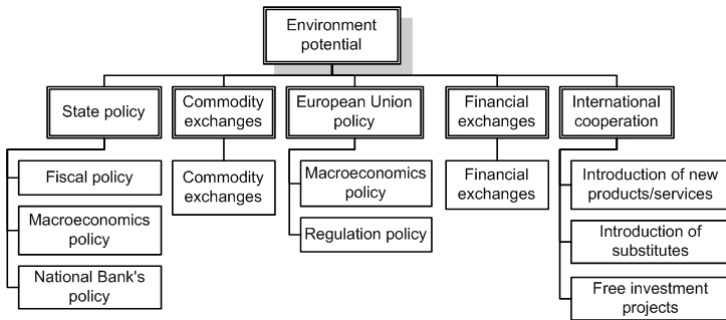 Environment
potential
State policy
Commodity
exchanges
European Union
policy
Financial
exchanges
International
cooperation
Fiscal policy
Macroeconomics
policy
National Bank's
policy
Commodity
exchanges
Macroeconomics
policy
Regulation policy
Financial
exchanges
Introduction of new
products/services
Introduction of
substitutes
Free investment
projects